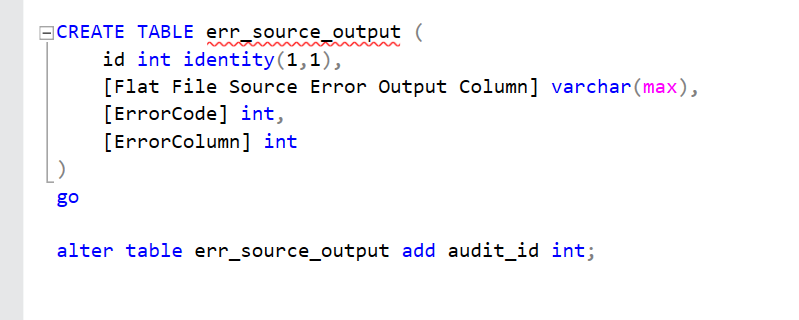 CREATE TABLE err_source_output (
id int identity(1,1),
[Flat File Source Error Output Column] varchar(max),
[ErrorCode] int,
[ErrorColumn] int
)
go
alter table err_source_output add audit_id int;